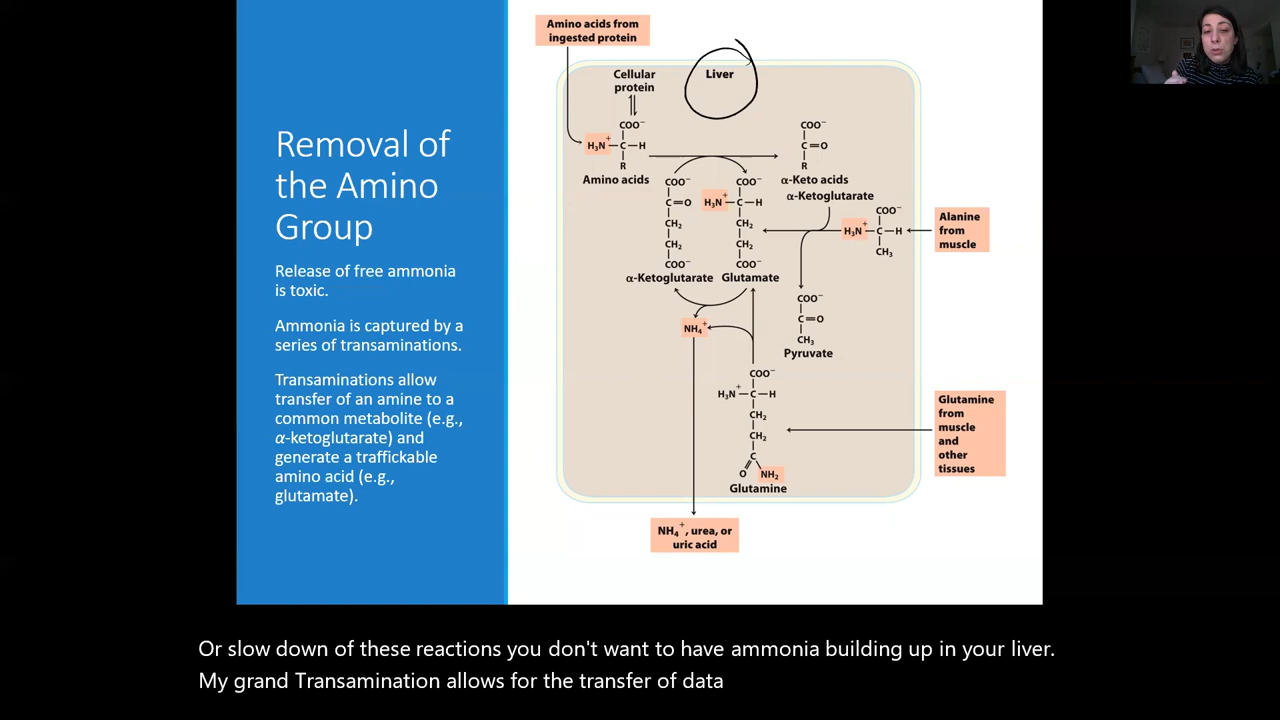 Removal of
the Amino
Group
Release of free ammonia
is toxic.
Ammonia is captured by a
series of transaminations.
Transaminations allow
transfer of an amine to a
common metabolite (e.g.,
α-ketoglutarate) and
generate a traffickable
amino acid (e.g.,
glutamate).
Amino acids from
ingested protein
Cellular
protein
Liver
COO⁻
H₃N⁺—C—H
R
Amino acids
COO⁻
C=O
R
α-Keto acids
COO⁻
C=O
CH₂
CH₂
COO⁻
α-Ketoglutarate
COO⁻
H₃N⁺—C—H
CH₂
CH₂
COO⁻
Glutamate
α-Ketoglutarate
COO⁻
H₃N⁺—C—H
CH₃
Alanine
from
muscle
COO⁻
C=O
CH₃
Pyruvate
NH₄⁺
COO⁻
H₃N⁺—C—H
CH₂
CH₂
C
O NH₂
Glutamine
Glutamine
from
muscle
and
other
tissues
NH₄⁺, urea, or
uric acid
Or slow down of these reactions you don't want to have ammonia building up in your liver.
My grand Transamination allows for the transfer of data